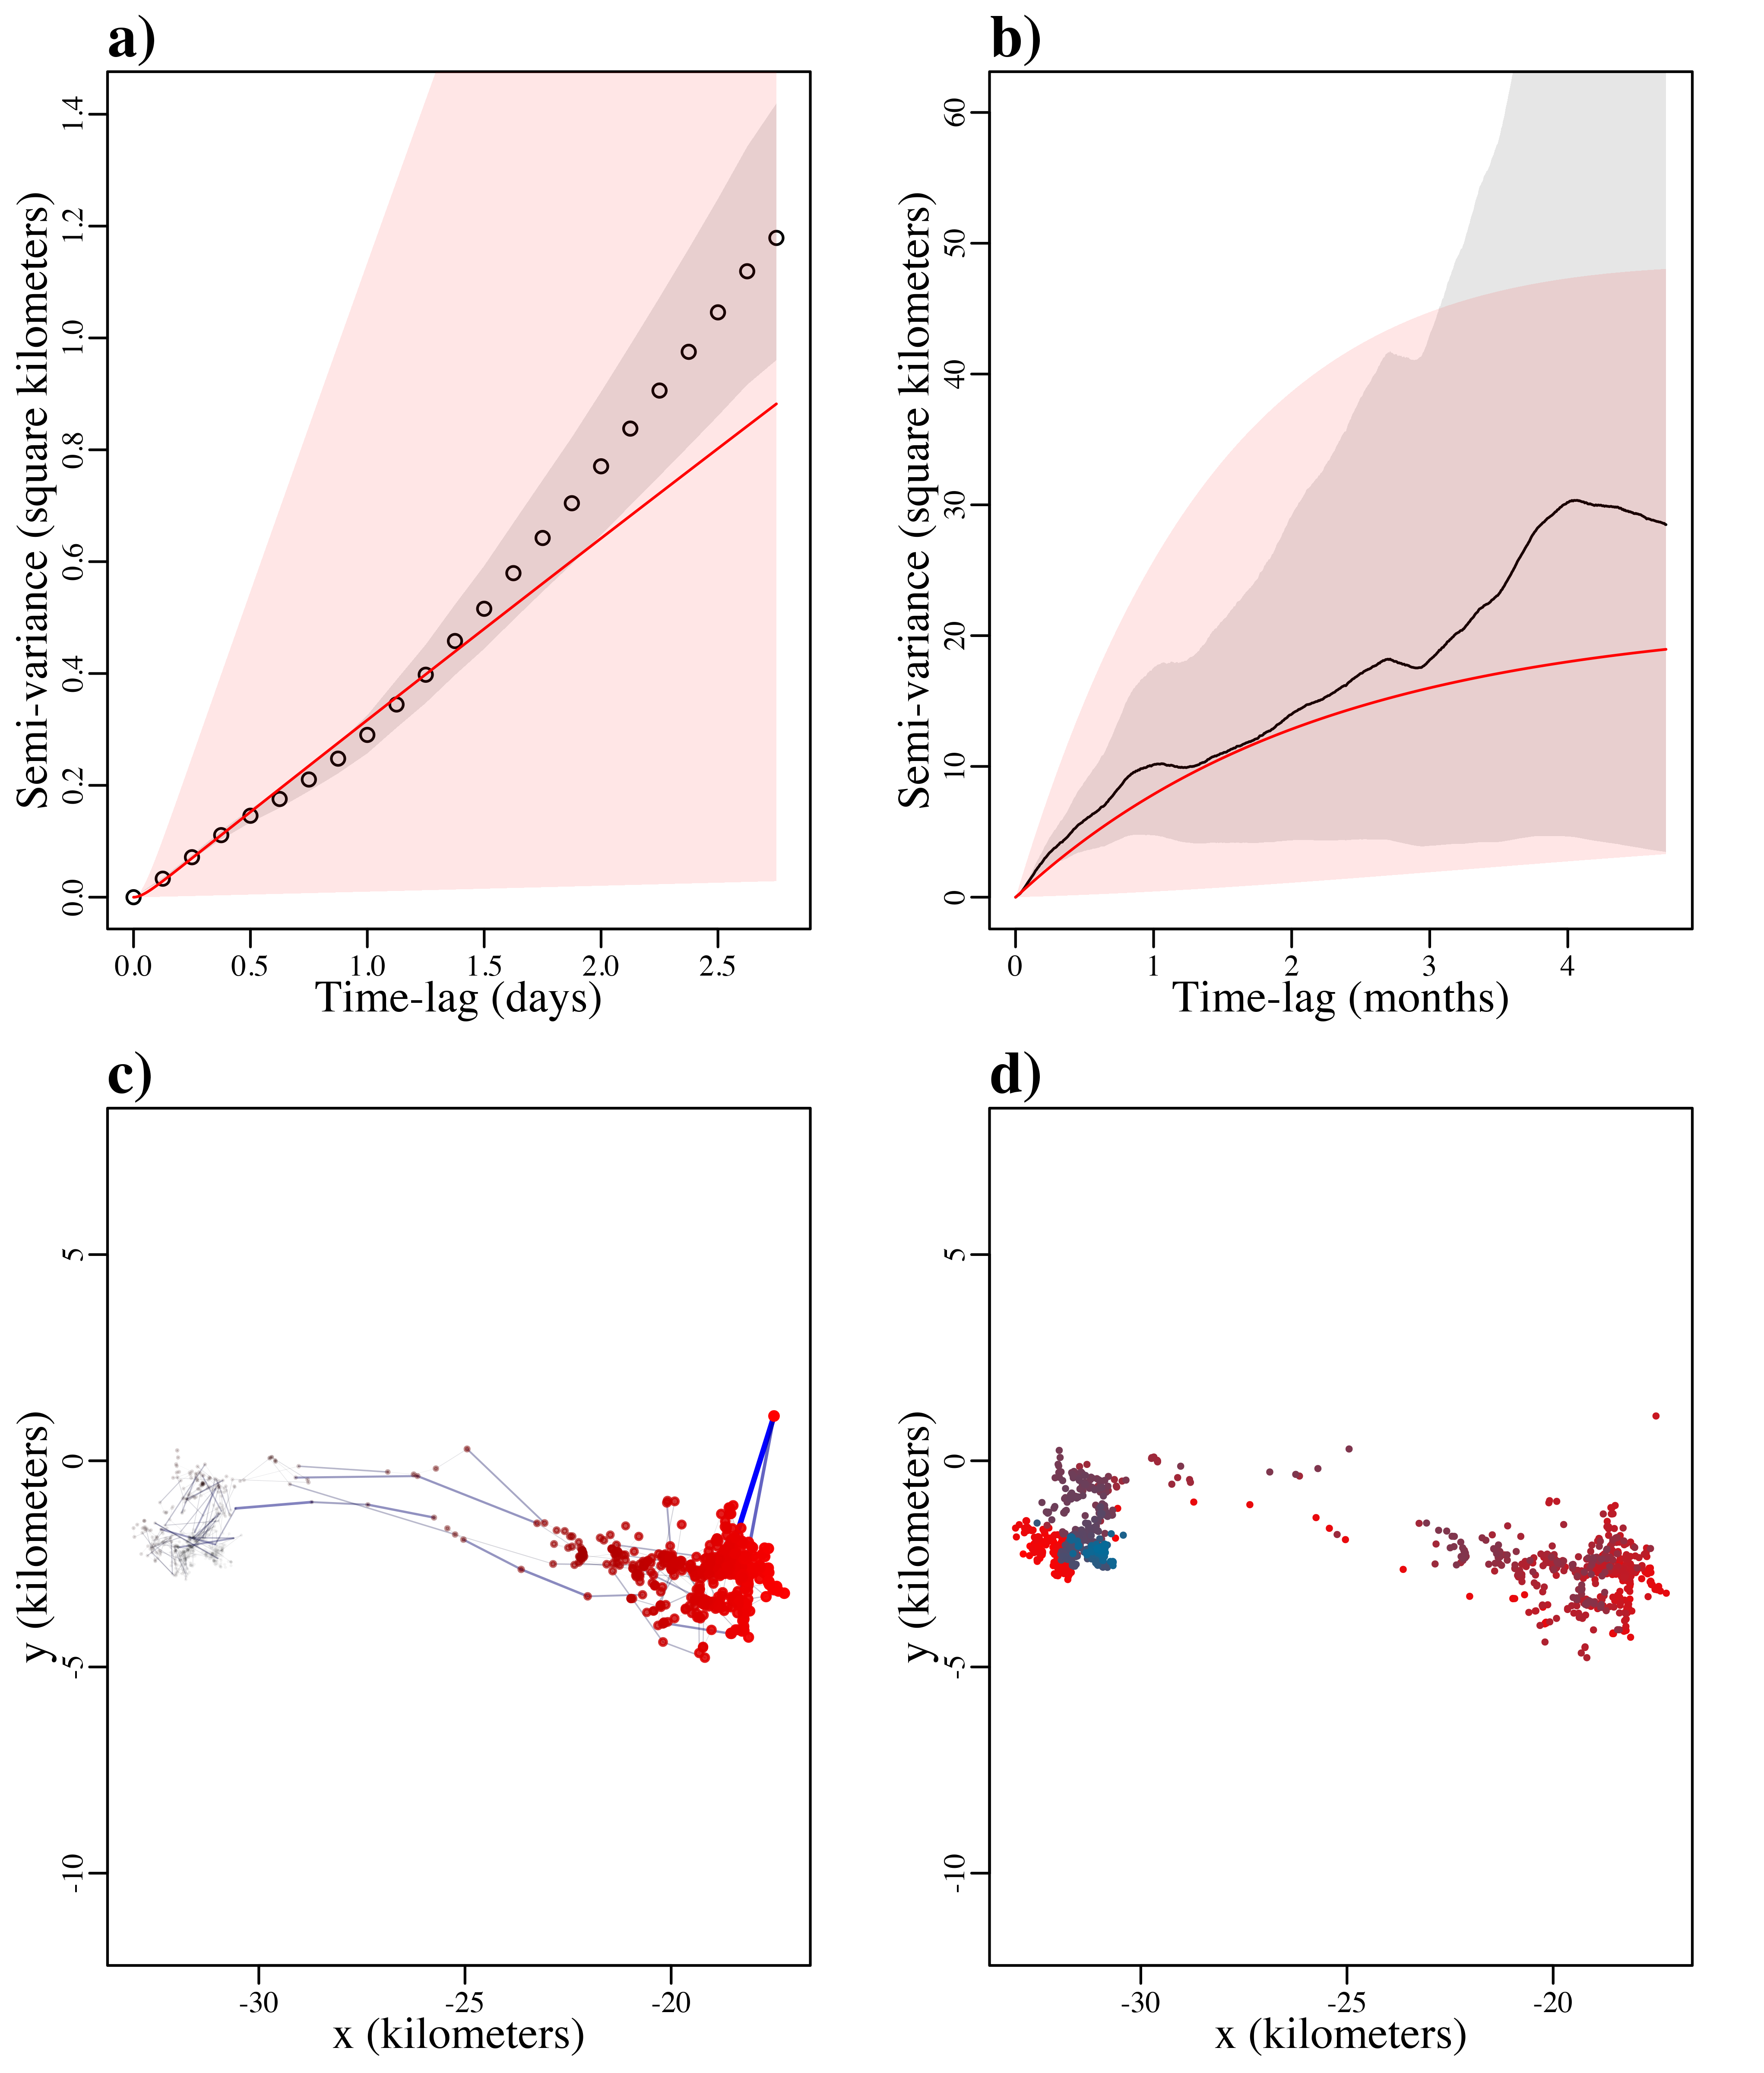 a)
Semi-variance (square kilometers)
1.4
1.2
1.0
0.8
0.6
0.4
0.2
0.0
0.0 0.5 1.0 1.5 2.0 2.5
Time-lag (days)
b)
Semi-variance (square kilometers)
60
50
40
30
20
10
0
0 1 2 3 4
Time-lag (months)
c)
y (kilometers)
5
0
-5
-10
-30 -25 -20
x (kilometers)
d)
y (kilometers)
5
0
-5
-10
-30 -25 -20
x (kilometers)